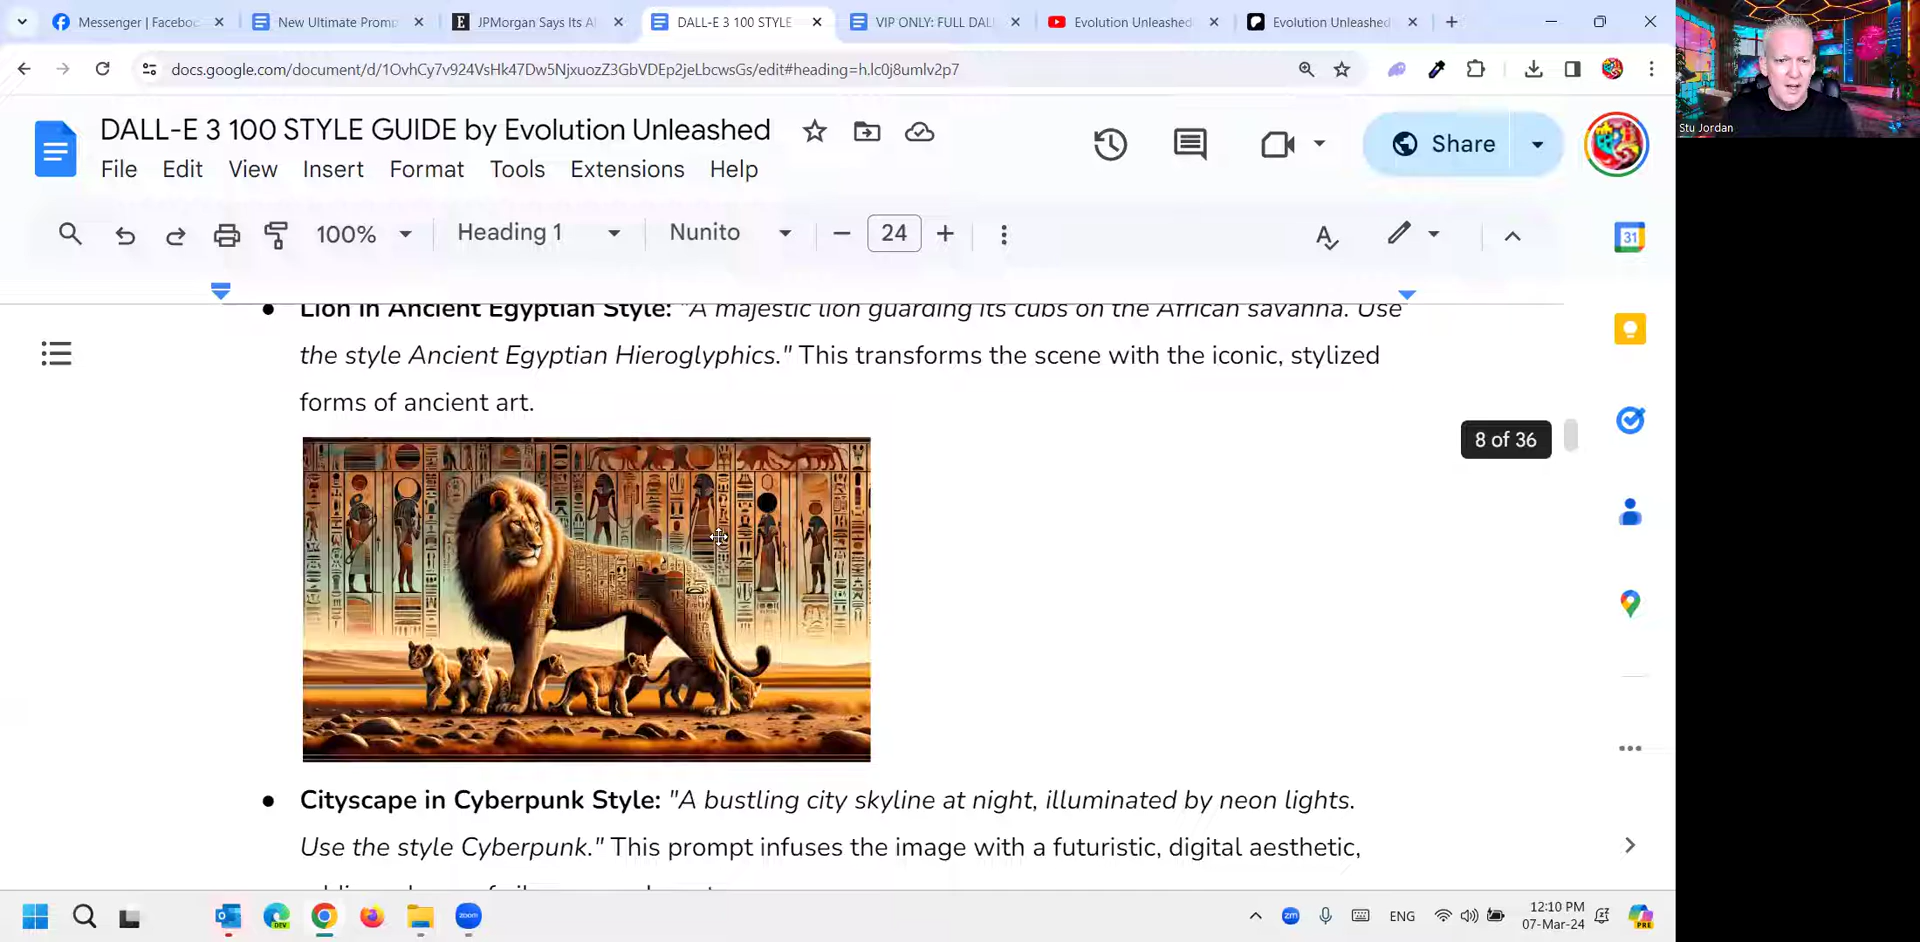 Messenger | Faceboo
New Ultimate Promp
JPMorgan Says Its A
DALL-E 3 100 STYLE
VIP ONLY: FULL DAL
Evolution Unleashed
Evolution Unleashed
docs.google.com/document/d/1OvhCy7v924VsHk47Dw5NjxuozZ3GbVDEp2jeLbcwsGs/edit#heading=h.lc0j8umlv2p7
Stu Jordan
DALL-E 3 100 STYLE GUIDE by Evolution Unleashed
Share
File Edit View Insert Format Tools Extensions Help
100% Heading 1 Nunito 24
31
Lion in Ancient Egyptian Style: "A majestic lion guarding its cubs on the African savanna. Use
the style Ancient Egyptian Hieroglyphics." This transforms the scene with the iconic, stylized
forms of ancient art.
8 of 36
Cityscape in Cyberpunk Style: "A bustling city skyline at night, illuminated by neon lights.
Use the style Cyberpunk." This prompt infuses the image with a futuristic, digital aesthetic,
DEV
zoom
zm
ENG
12:10 PM
07-Mar-24
PRE